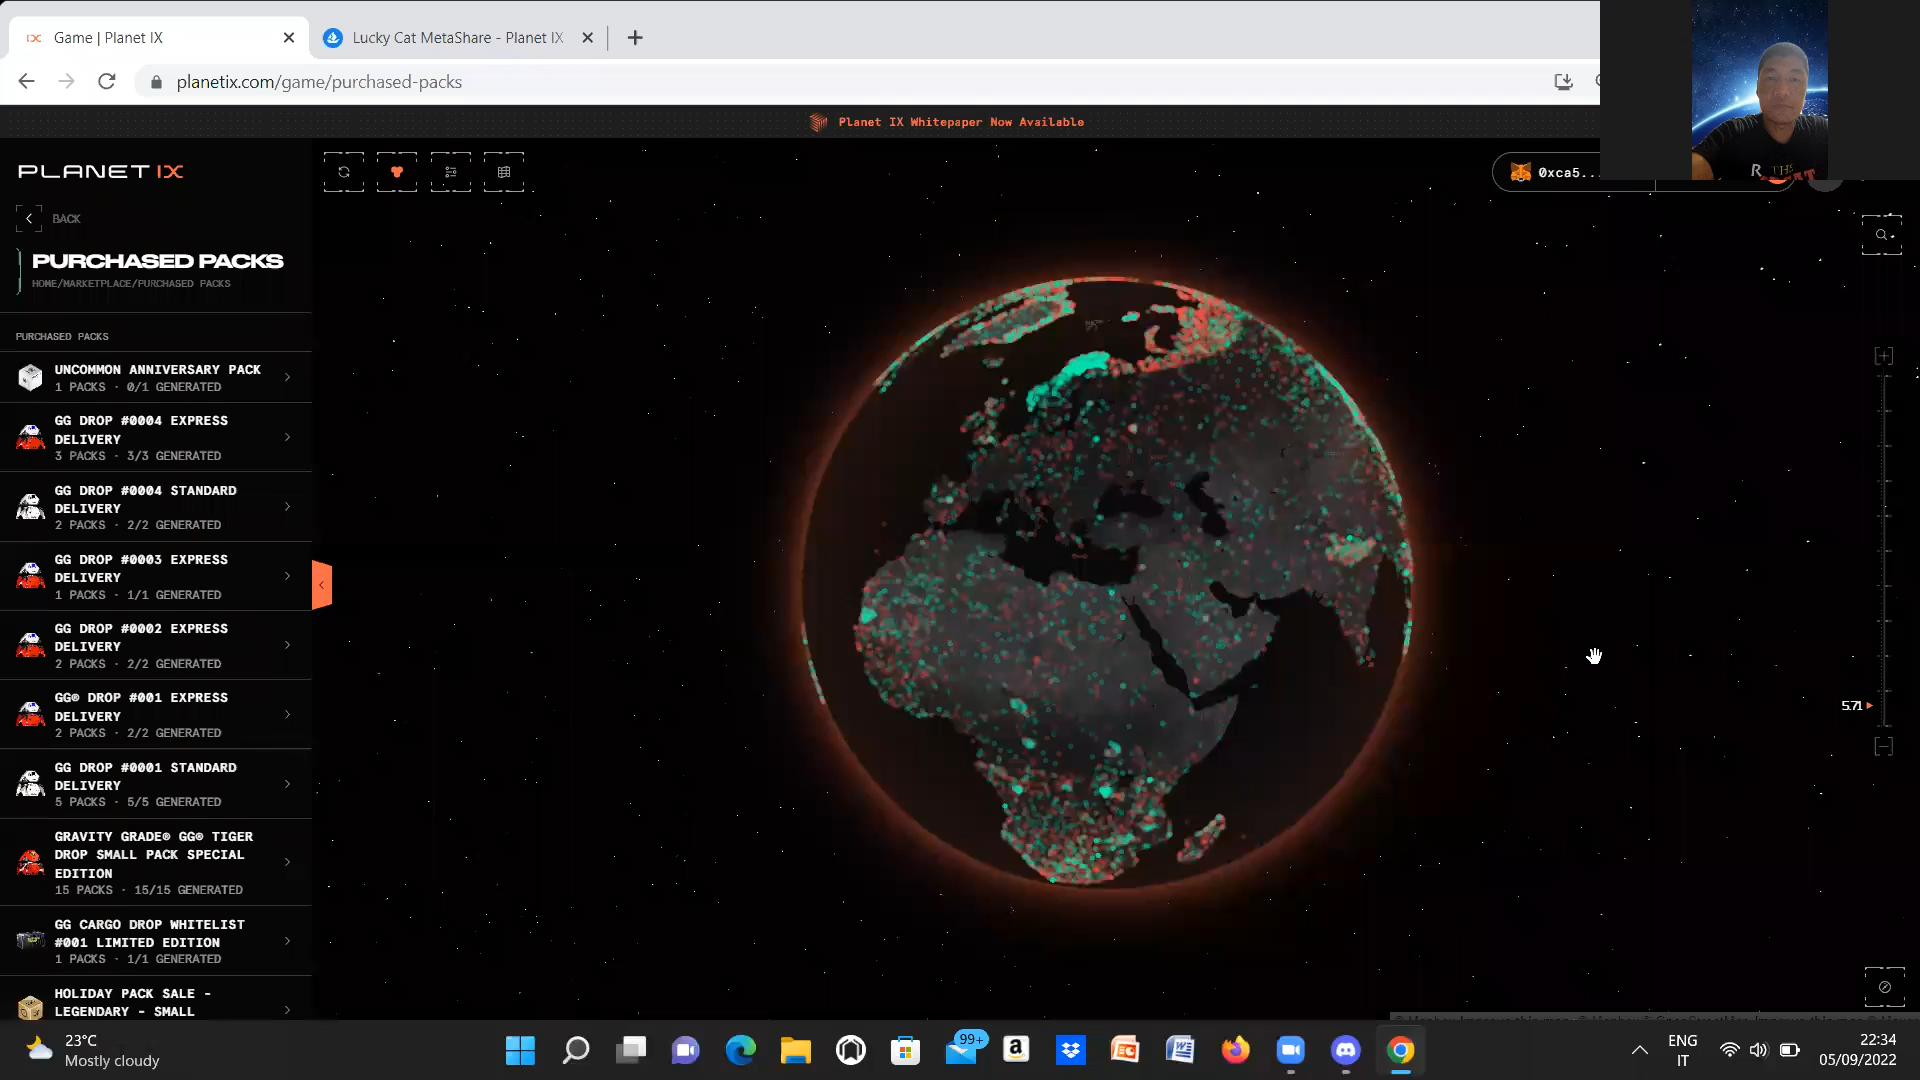 Game | Planet IX
Lucky Cat MetaShare - Planet IX
planetix.com/game/purchased-packs
Planet IX Whitepaper Now Available
PLANET IX
0xca5...
BACK
PURCHASED PACKS
HOME/MARKETPLACE/PURCHASED PACKS
PURCHASED PACKS
UNCOMMON ANNIVERSARY PACK
1 PACKS · 0/1 GENERATED
GG DROP #0004 EXPRESS
DELIVERY
3 PACKS · 3/3 GENERATED
GG DROP #0004 STANDARD
DELIVERY
2 PACKS · 2/2 GENERATED
GG DROP #0003 EXPRESS
DELIVERY
1 PACKS · 1/1 GENERATED
GG DROP #0002 EXPRESS
DELIVERY
2 PACKS · 2/2 GENERATED
GG® DROP #001 EXPRESS
DELIVERY
2 PACKS · 2/2 GENERATED
GG DROP #0001 STANDARD
DELIVERY
5 PACKS · 5/5 GENERATED
GRAVITY GRADE® GG® TIGER
DROP SMALL PACK SPECIAL
EDITION
15 PACKS · 15/15 GENERATED
GG CARGO DROP WHITELIST
#001 LIMITED EDITION
1 PACKS · 1/1 GENERATED
HOLIDAY PACK SALE -
LEGENDARY - SMALL
5.71
R THE
23°C
Mostly cloudy
99+
ENG
IT
22:34
05/09/2022